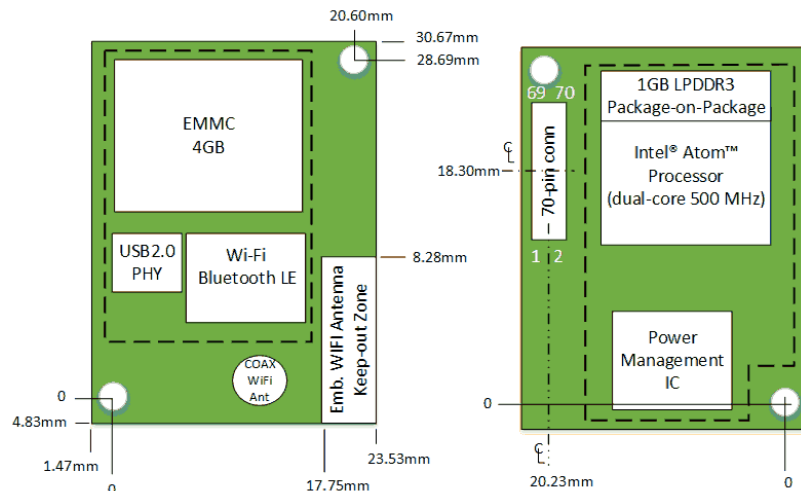 20.60mm
30.67mm
28.69mm
EMMC
4GB
USB2.0
PHY
Wi-Fi
Bluetooth LE
8.28mm
Emb. WIFI Antenna
Keep-out Zone
COAX
WiFi
Ant
0
4.83mm
1.47mm
0
17.75mm
23.53mm
69 70
1GB LPDDR3
Package-on-Package
70-pin conn
Intel® Atom™
Processor
(dual-core 500 MHz)
℄
18.30mm
1 2
Power
Management
IC
0
℄
20.23mm
0